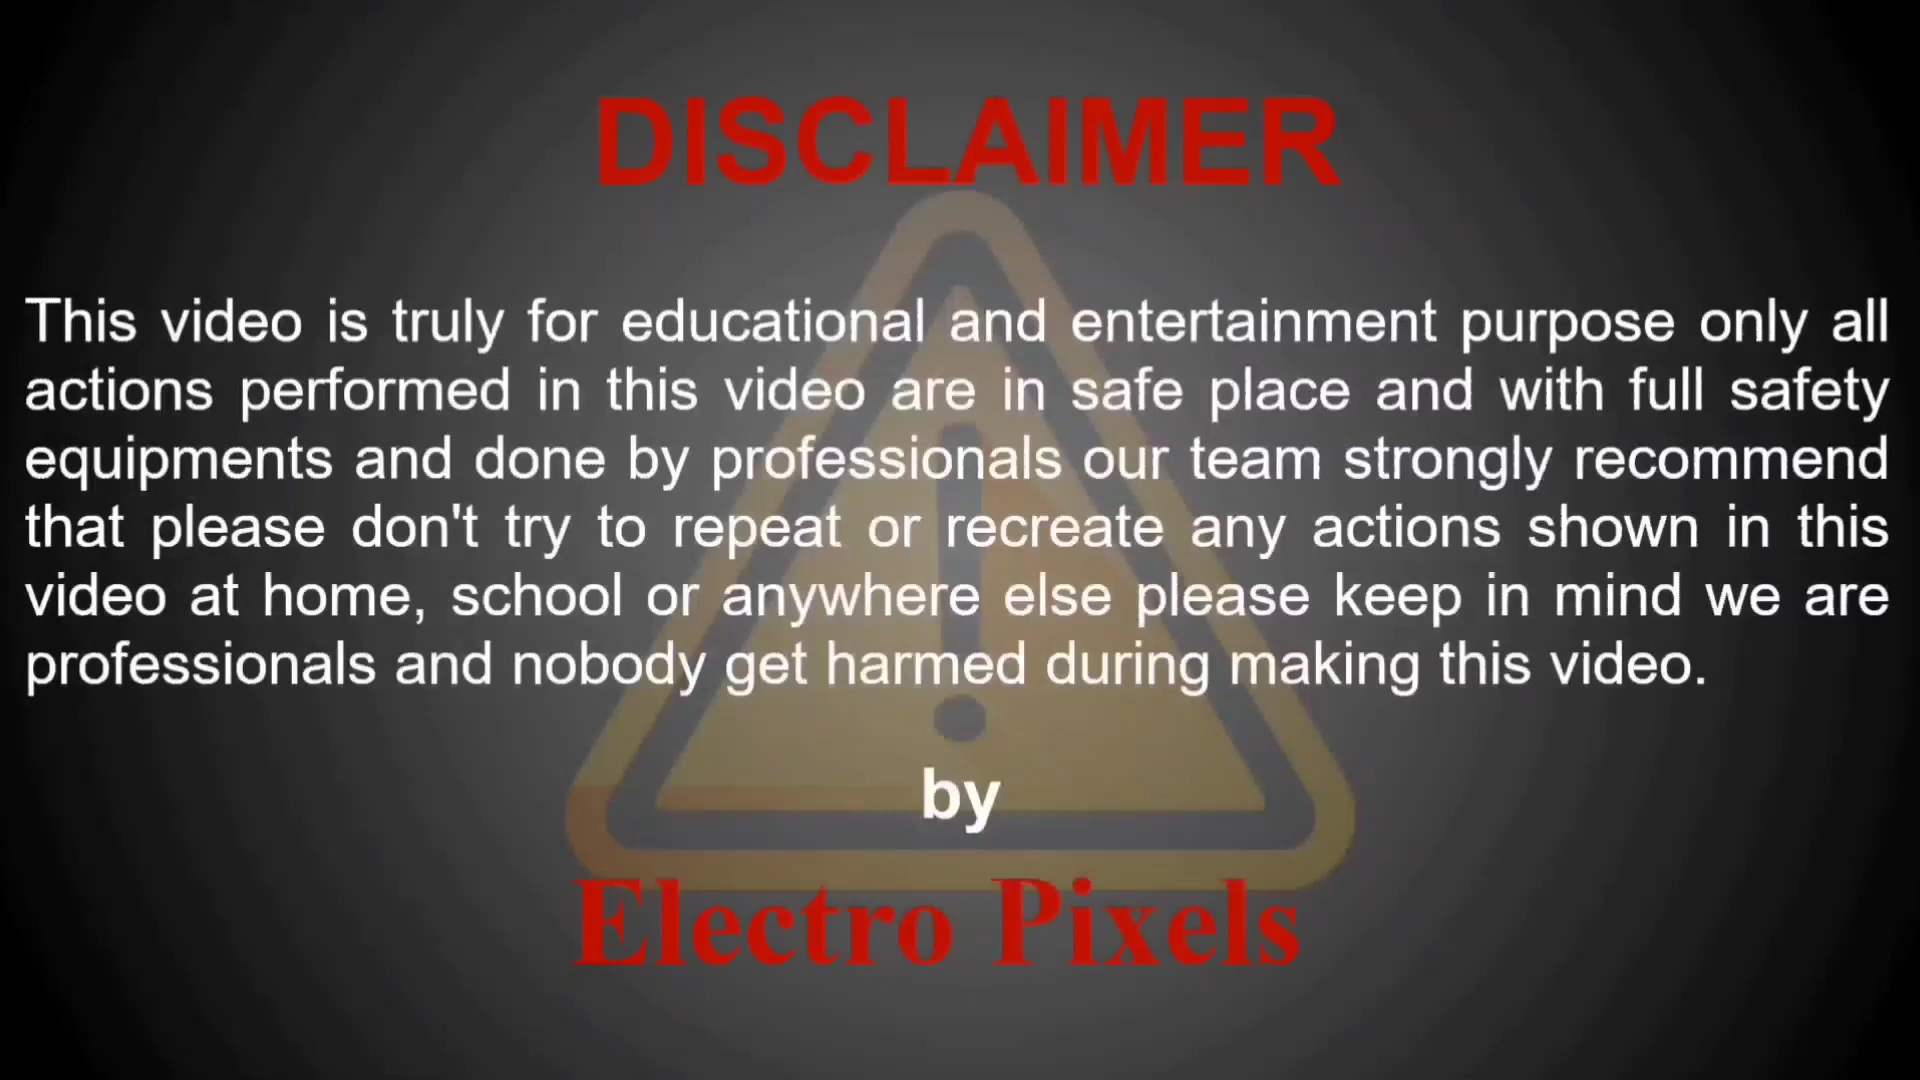 DISCLAIMER
This video is truly for educational and entertainment purpose only all
actions performed in this video are in safe place and with full safety
equipments and done by professionals our team strongly recommend
that please don't try to repeat or recreate any actions shown in this
video at home, school or anywhere else please keep in mind we are
professionals and nobody get harmed during making this video.
by
Electro Pixels